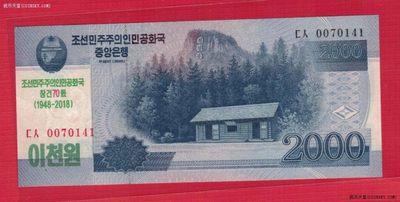 조선민주주의인민공화국
중앙은행
ㄷㅅ 0070141
2000
조선민주주의인민공화국
창건70돐
(1948-2018)
ㄷㅅ 0070141
이천원
2000